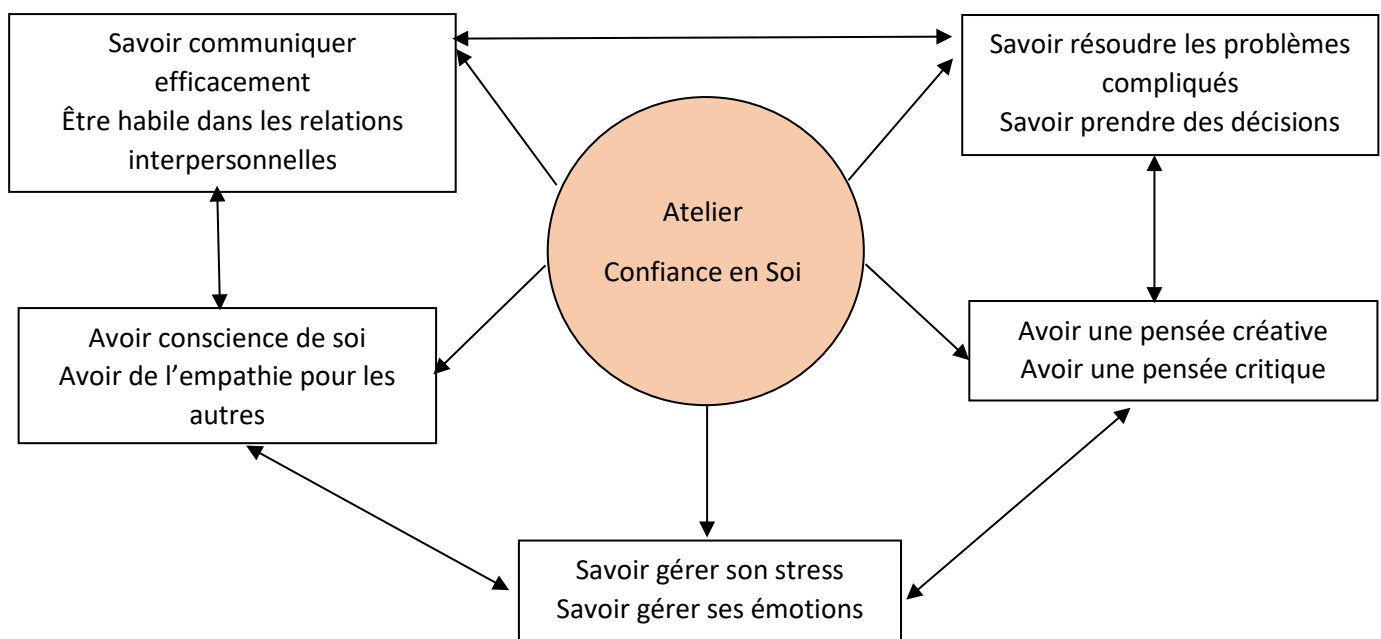 Savoir communiquer
efficacement
Être habile dans les relations
interpersonnelles
Savoir résoudre les problèmes
compliqués
Savoir prendre des décisions
Atelier
Confiance en Soi
Avoir conscience de soi
Avoir de l’empathie pour les
autres
Avoir une pensée créative
Avoir une pensée critique
Savoir gérer son stress
Savoir gérer ses émotions